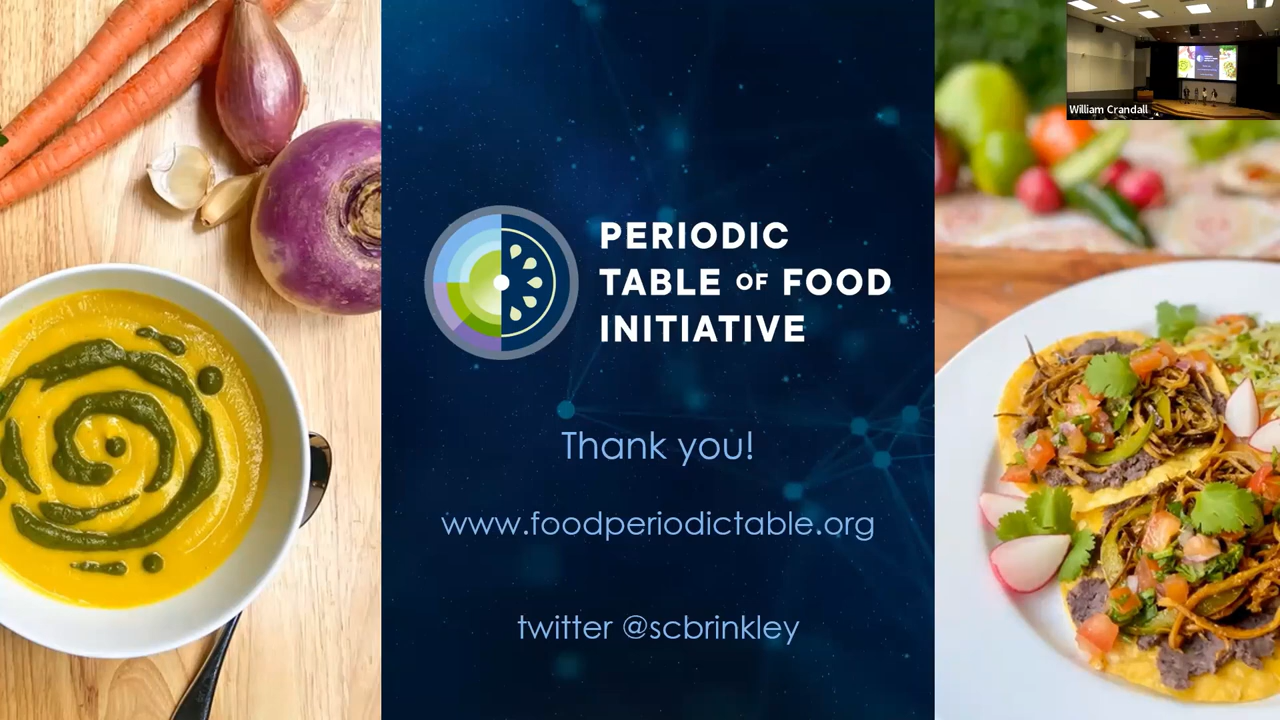 William Crandall
PERIODIC
TABLE OF FOOD
INITIATIVE
Thank you!
www.foodperiodictable.org
twitter @scbrinkley